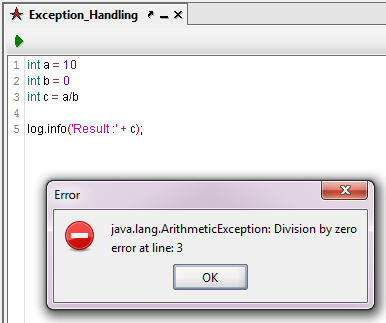 Exception_Handling
1 int a = 10
2 int b = 0
3 int c = a/b
4
5 log.info('Result :' + c);
Error
java.lang.ArithmeticException: Division by zero
error at line: 3
OK